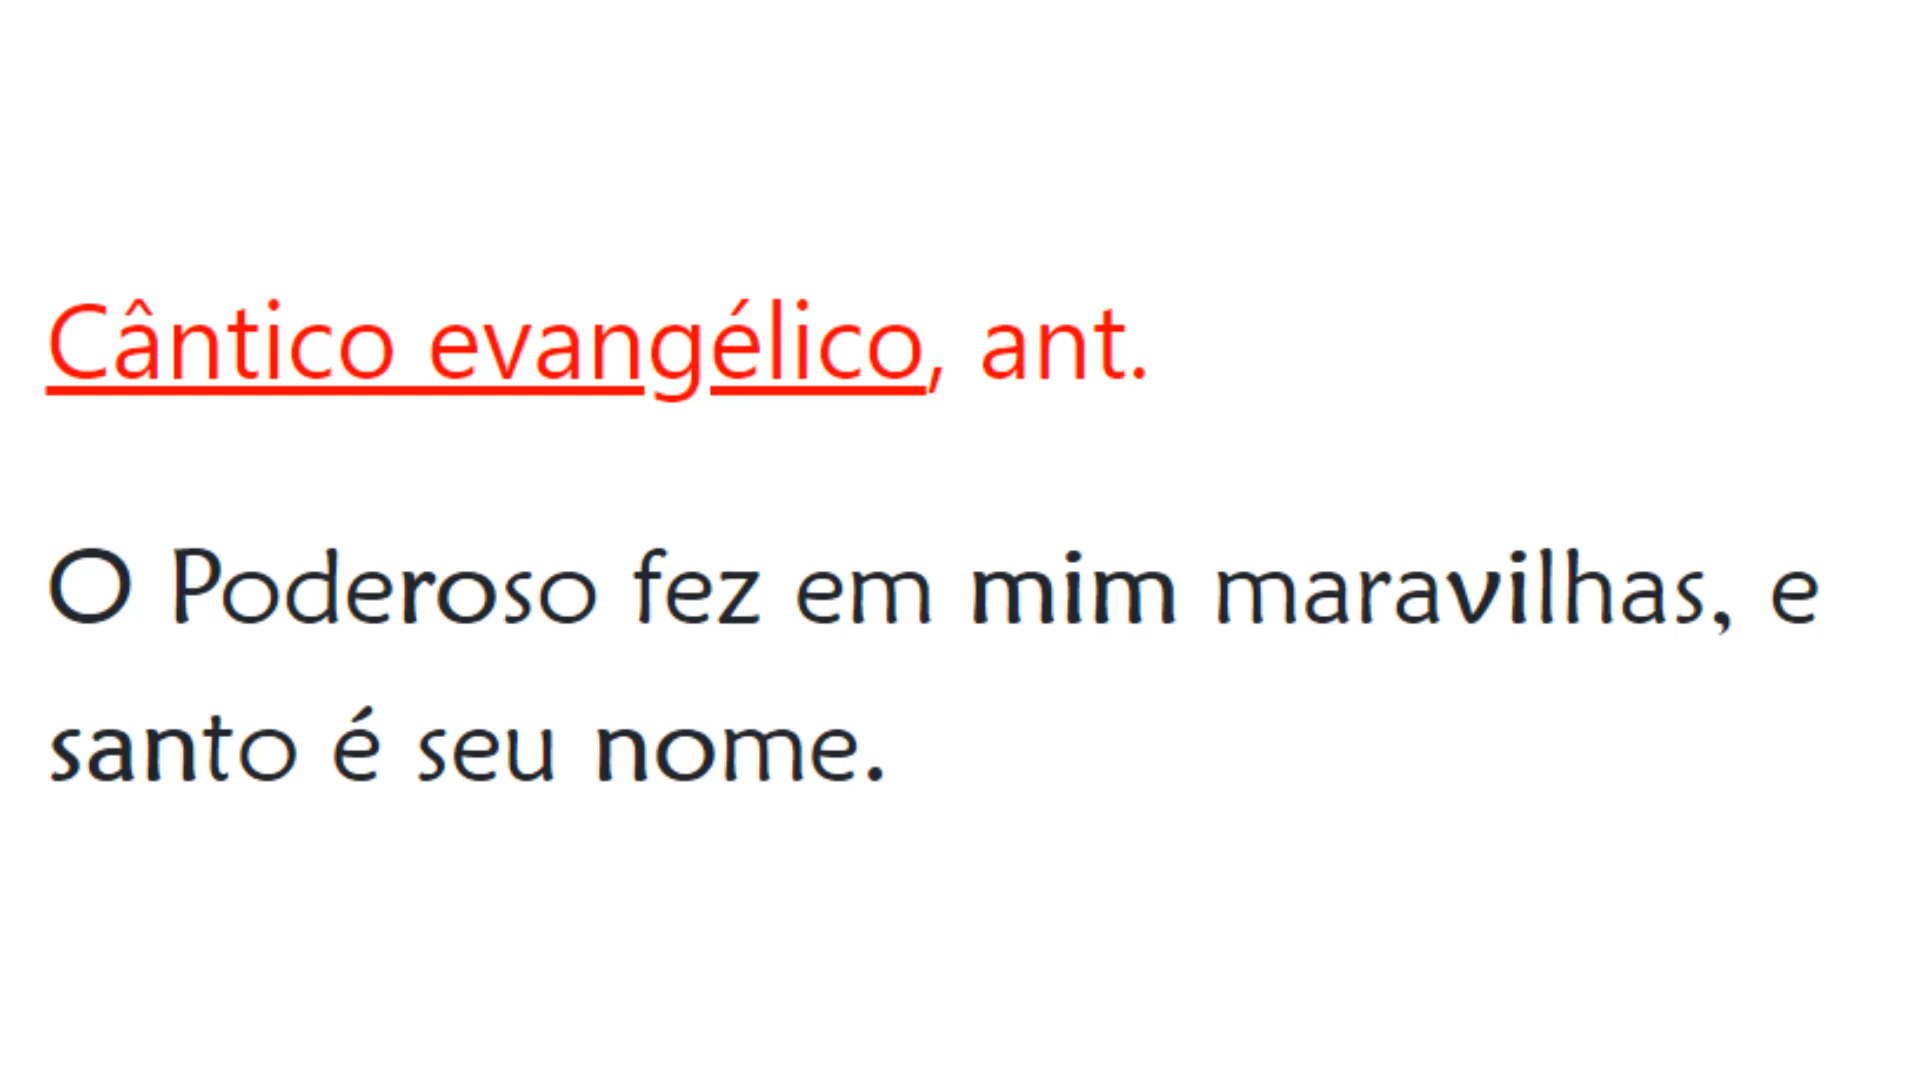 Cântico evangélico, ant.
O Poderoso fez em mim maravilhas, e
santo é seu nome.